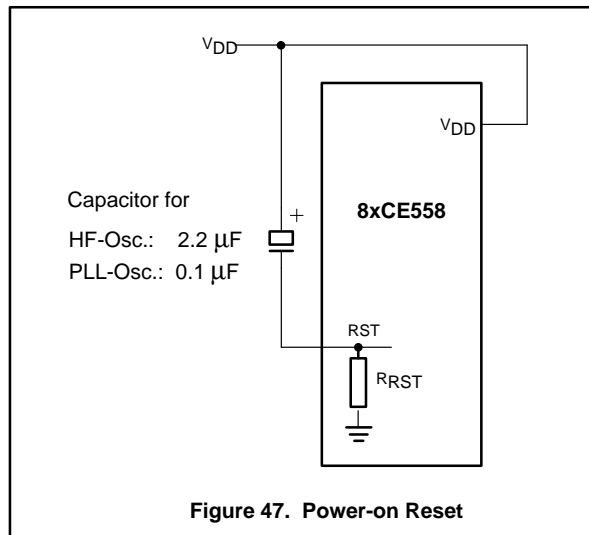 VDD
VDD
8xCE558
Capacitor for
+
HF-Osc.: 2.2 μF
PLL-Osc.: 0.1 μF
RST
RRST
Figure 47. Power-on Reset